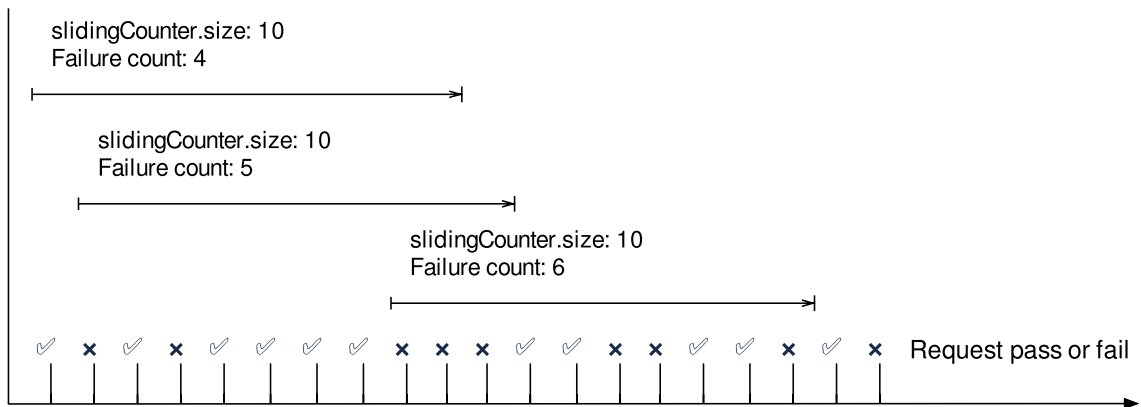 slidingCounter.size: 10
Failure count: 4
slidingCounter.size: 10
Failure count: 5
slidingCounter.size: 10
Failure count: 6
Request pass or fail